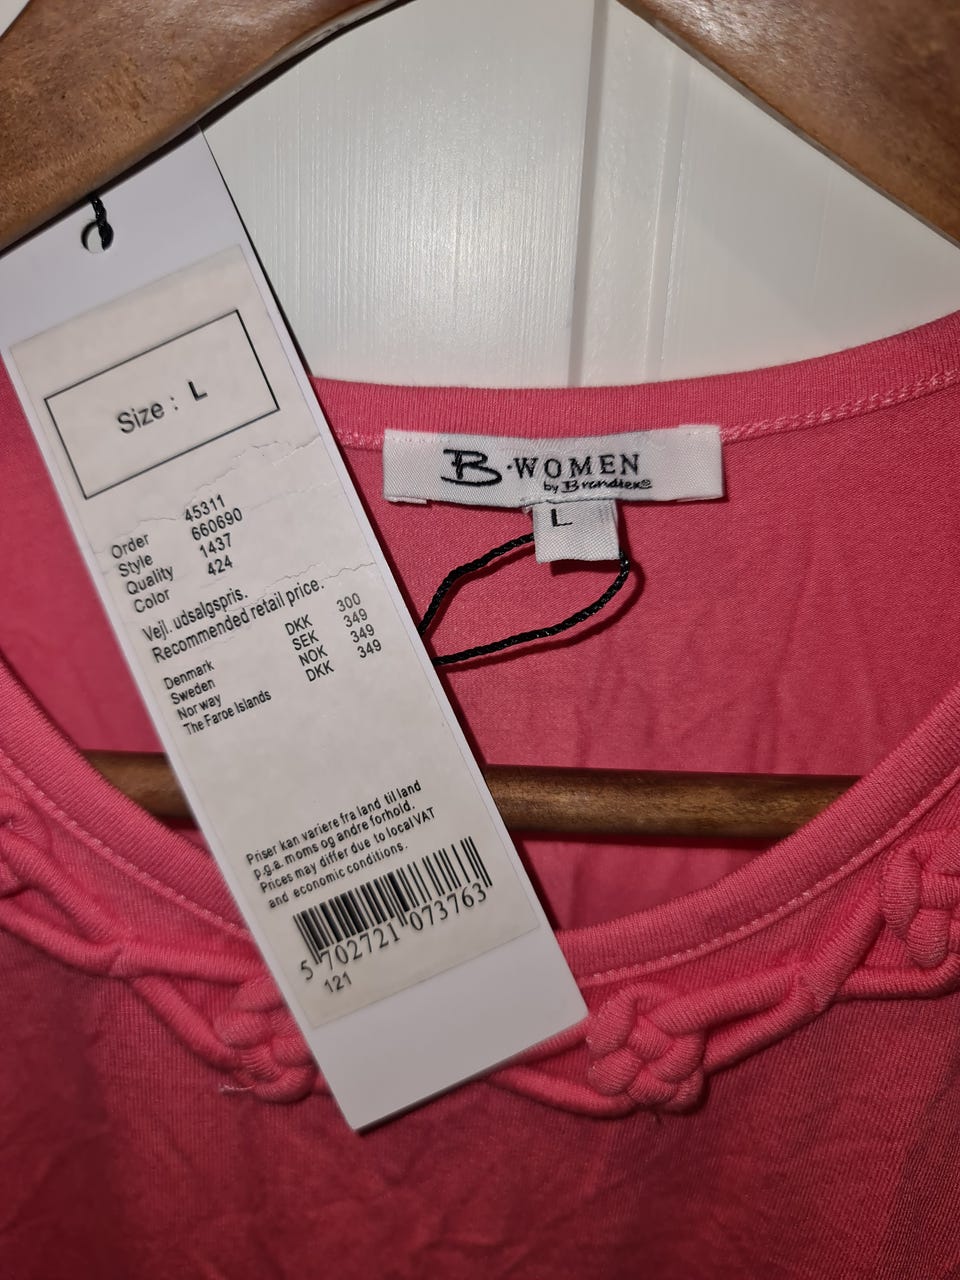 Size : L
Order 45311
Style 660690
Quality 1437
Color 424
Vejl. udsalgspris.
Recommended retail price.
Denmark DKK 300
Sweden SEK 349
Norway NOK 349
The Faroe Islands DKK 349
Priser kan variere fra land til land
p.g.a. moms og andre forhold.
Prices may differ due to local VAT
and economic conditions.
5 702721 073763
121
B·WOMEN
by Brandtex®
L